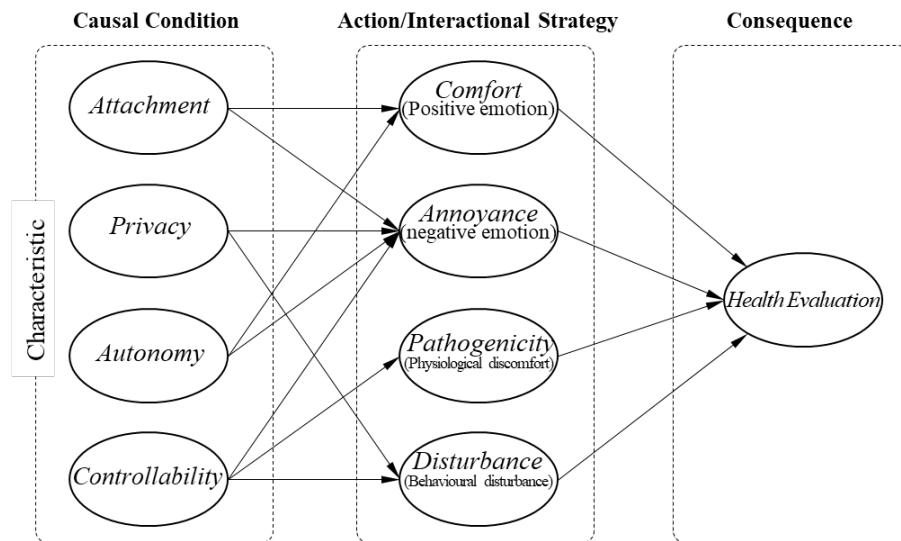 Causal Condition
Action/Interactional Strategy
Consequence
Characteristic
Attachment
Privacy
Autonomy
Controllability
Comfort
(Positive emotion)
Annoyance
(negative emotion)
Pathogenicity
(Physiological discomfort)
Disturbance
(Behavioural disturbance)
Health Evaluation